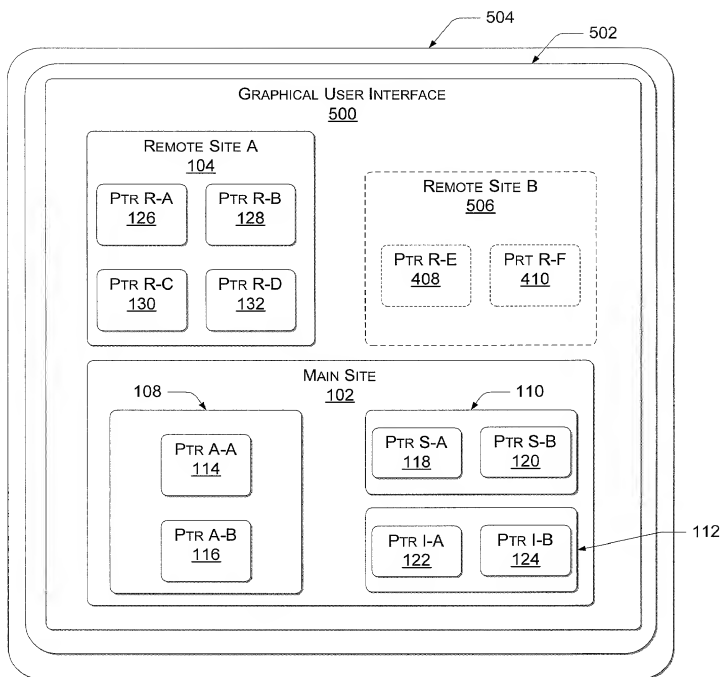 504
502
GRAPHICAL USER INTERFACE
500
REMOTE SITE A
104
PTR R-A
126
PTR R-B
128
PTR R-C
130
PTR R-D
132
REMOTE SITE B
506
PTR R-E
408
PRT R-F
410
MAIN SITE
102
108
110
PTR A-A
114
PTR A-B
116
PTR S-A
118
PTR S-B
120
PTR I-A
122
PTR I-B
124
112